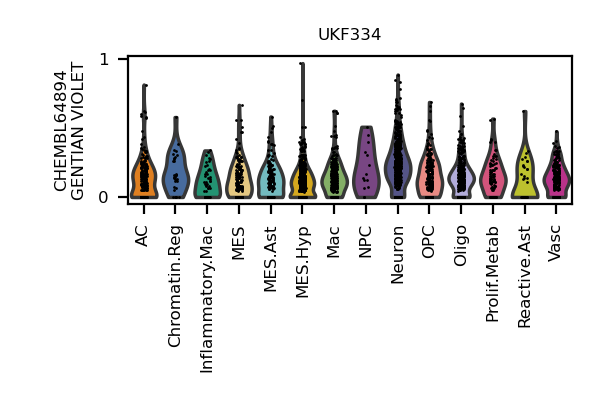 UKF334
CHEMBL64894
GENTIAN VIOLET
1
0
AC
Chromatin.Reg
Inflammatory.Mac
MES
MES.Ast
MES.Hyp
Mac
NPC
Neuron
OPC
Oligo
Prolif.Metab
Reactive.Ast
Vasc